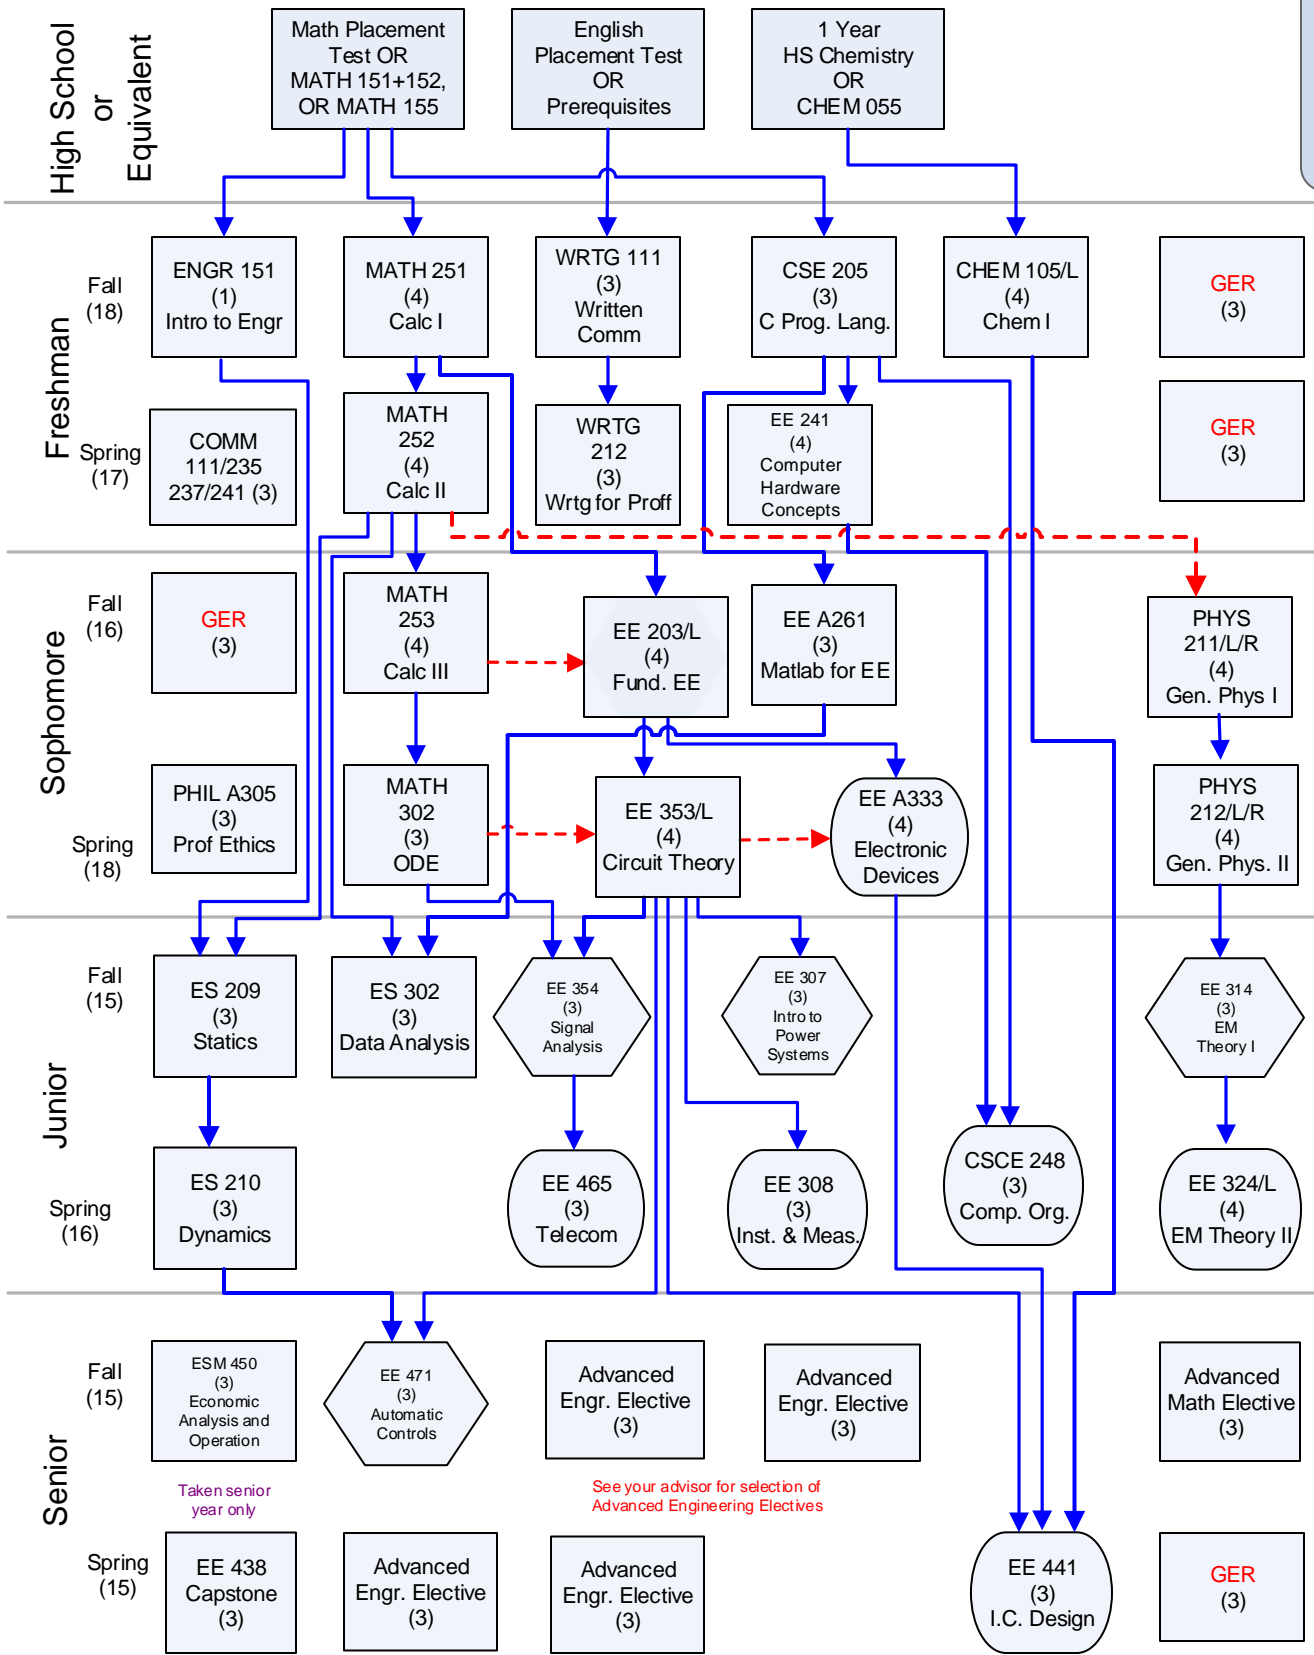 High School
or
Equivalent
Math Placement
Test OR
MATH 151+152,
OR MATH 155
English
Placement Test
OR
Prerequisites
1 Year
HS Chemistry
OR
CHEM 055
Freshman
Fall
(18)
ENGR 151
(1)
Intro to Engr
MATH 251
(4)
Calc I
WRTG 111
(3)
Written
Comm
CSE 205
(3)
C Prog. Lang.
CHEM 105/L
(4)
Chem I
GER
(3)
Spring
(17)
COMM
111/235
237/241 (3)
MATH
252
(4)
Calc II
WRTG
212
(3)
Wrtg for Proff
EE 241
(4)
Computer
Hardware
Concepts
GER
(3)
Sophomore
Fall
(16)
GER
(3)
MATH
253
(4)
Calc III
EE 203/L
(4)
Fund. EE
EE A261
(3)
Matlab for EE
PHYS
211/L/R
(4)
Gen. Phys I
Spring
(18)
PHIL A305
(3)
Prof Ethics
MATH
302
(3)
ODE
EE 353/L
(4)
Circuit Theory
EE A333
(4)
Electronic
Devices
PHYS
212/L/R
(4)
Gen. Phys. II
Junior
Fall
(15)
ES 209
(3)
Statics
ES 302
(3)
Data Analysis
EE 354
(3)
Signal
Analysis
EE 307
(3)
Intro to
Power
Systems
EE 314
(3)
EM
Theory I
Spring
(16)
ES 210
(3)
Dynamics
EE 465
(3)
Telecom
EE 308
(3)
Inst. & Meas.
CSCE 248
(3)
Comp. Org.
EE 324/L
(4)
EM Theory II
Senior
Fall
(15)
ESM 450
(3)
Economic
Analysis and
Operation
EE 471
(3)
Automatic
Controls
Advanced
Engr. Elective
(3)
Advanced
Engr. Elective
(3)
Advanced
Math Elective
(3)
Taken senior
year only
See your advisor for selection of
Advanced Engineering Electives
Spring
(15)
EE 438
Capstone
(3)
Advanced
Engr. Elective
(3)
Advanced
Engr. Elective
(3)
EE 441
(3)
I.C. Design
GER
(3)